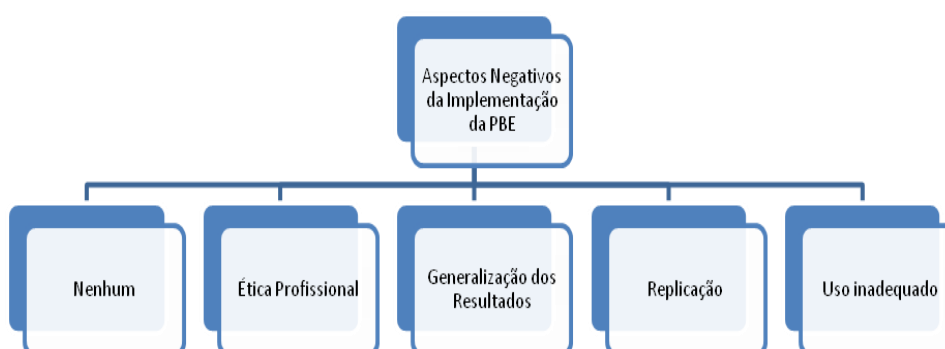 Aspectos Negativos
da Implementação
da PBE
Nenhum
Ética Profissional
Generalização dos
Resultados
Replicação
Uso inadequado